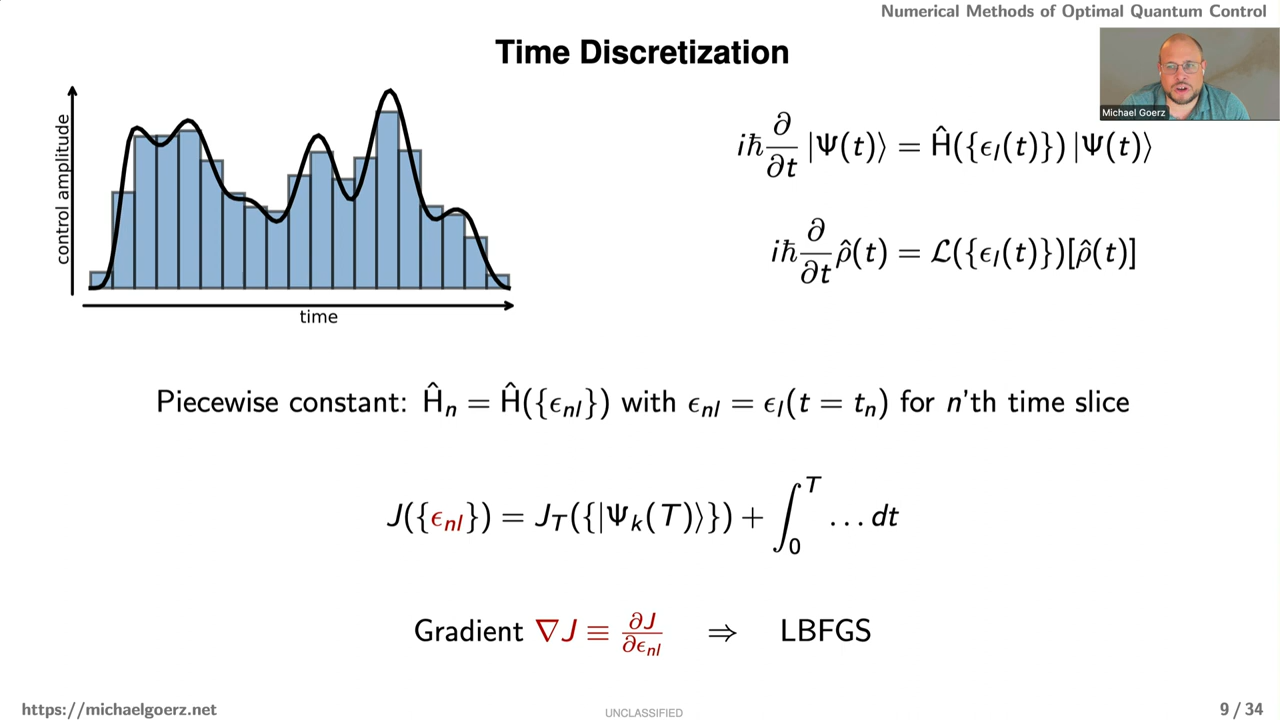 Numerical Methods of Optimal Quantum Control
Time Discretization
Michael Goerz
control amplitude
time
iħ ∂/∂t |Ψ(t)⟩ = Ĥ({ϵ_l(t)}) |Ψ(t)⟩
iħ ∂/∂t ρ̂(t) = ℒ({ϵ_l(t)})[ρ̂(t)]
Piecewise constant: Ĥ_n = Ĥ({ϵ_nl}) with ϵ_nl = ϵ_l(t = t_n) for n'th time slice
J({ϵ_nl}) = J_T({|Ψ_k(T)⟩}) + ∫_0^T ... dt
Gradient ∇J ≡ ∂J/∂ϵ_nl ⇒ LBFGS
https://michaelgoerz.net
UNCLASSIFIED
9 / 34